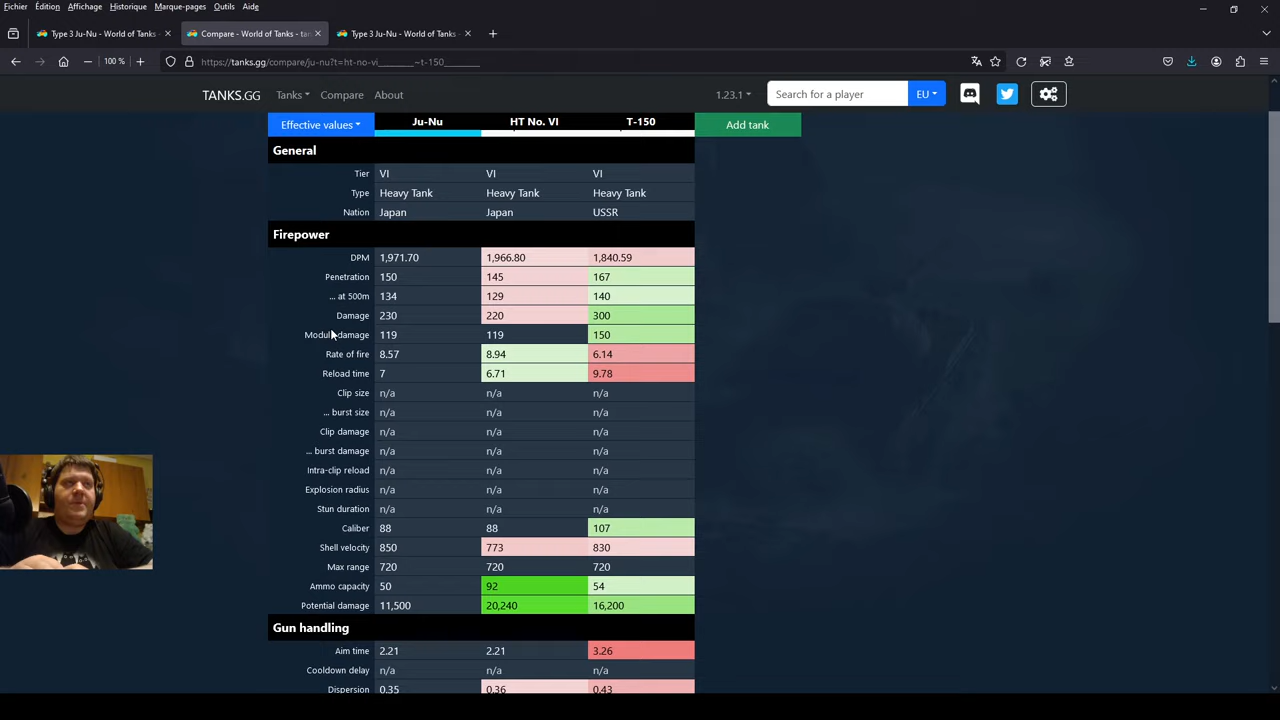 Fichier Édition Affichage Historique Marque-pages Outils Aide
Type 3 Ju-Nu - World of Tanks - Compare - World of Tanks - tan Type 3 Ju-Nu - World of Tanks -
100 % https://tanks.gg/compare/ju-nu?t=ht-no-vi________~t-150________
TANKS.GG Tanks Compare About 1.23.1 Search for a player EU
Effective values Ju-Nu HT No. VI T-150 Add tank
General
Tier VI VI VI
Type Heavy Tank Heavy Tank Heavy Tank
Nation Japan Japan USSR
Firepower
DPM 1,971.70 1,966.80 1,840.59
Penetration 150 145 167
... at 500m 134 129 140
Damage 230 220 300
Module damage 119 119 150
Rate of fire 8.57 8.94 6.14
Reload time 7 6.71 9.78
Clip size n/a n/a n/a
... burst size n/a n/a n/a
Clip damage n/a n/a n/a
... burst damage n/a n/a n/a
Intra-clip reload n/a n/a n/a
Explosion radius n/a n/a n/a
Stun duration n/a n/a n/a
Caliber 88 88 107
Shell velocity 850 773 830
Max range 720 720 720
Ammo capacity 50 92 54
Potential damage 11,500 20,240 16,200
Gun handling
Aim time 2.21 2.21 3.26
Cooldown delay n/a n/a n/a
Dispersion 0.35 0.36 0.43